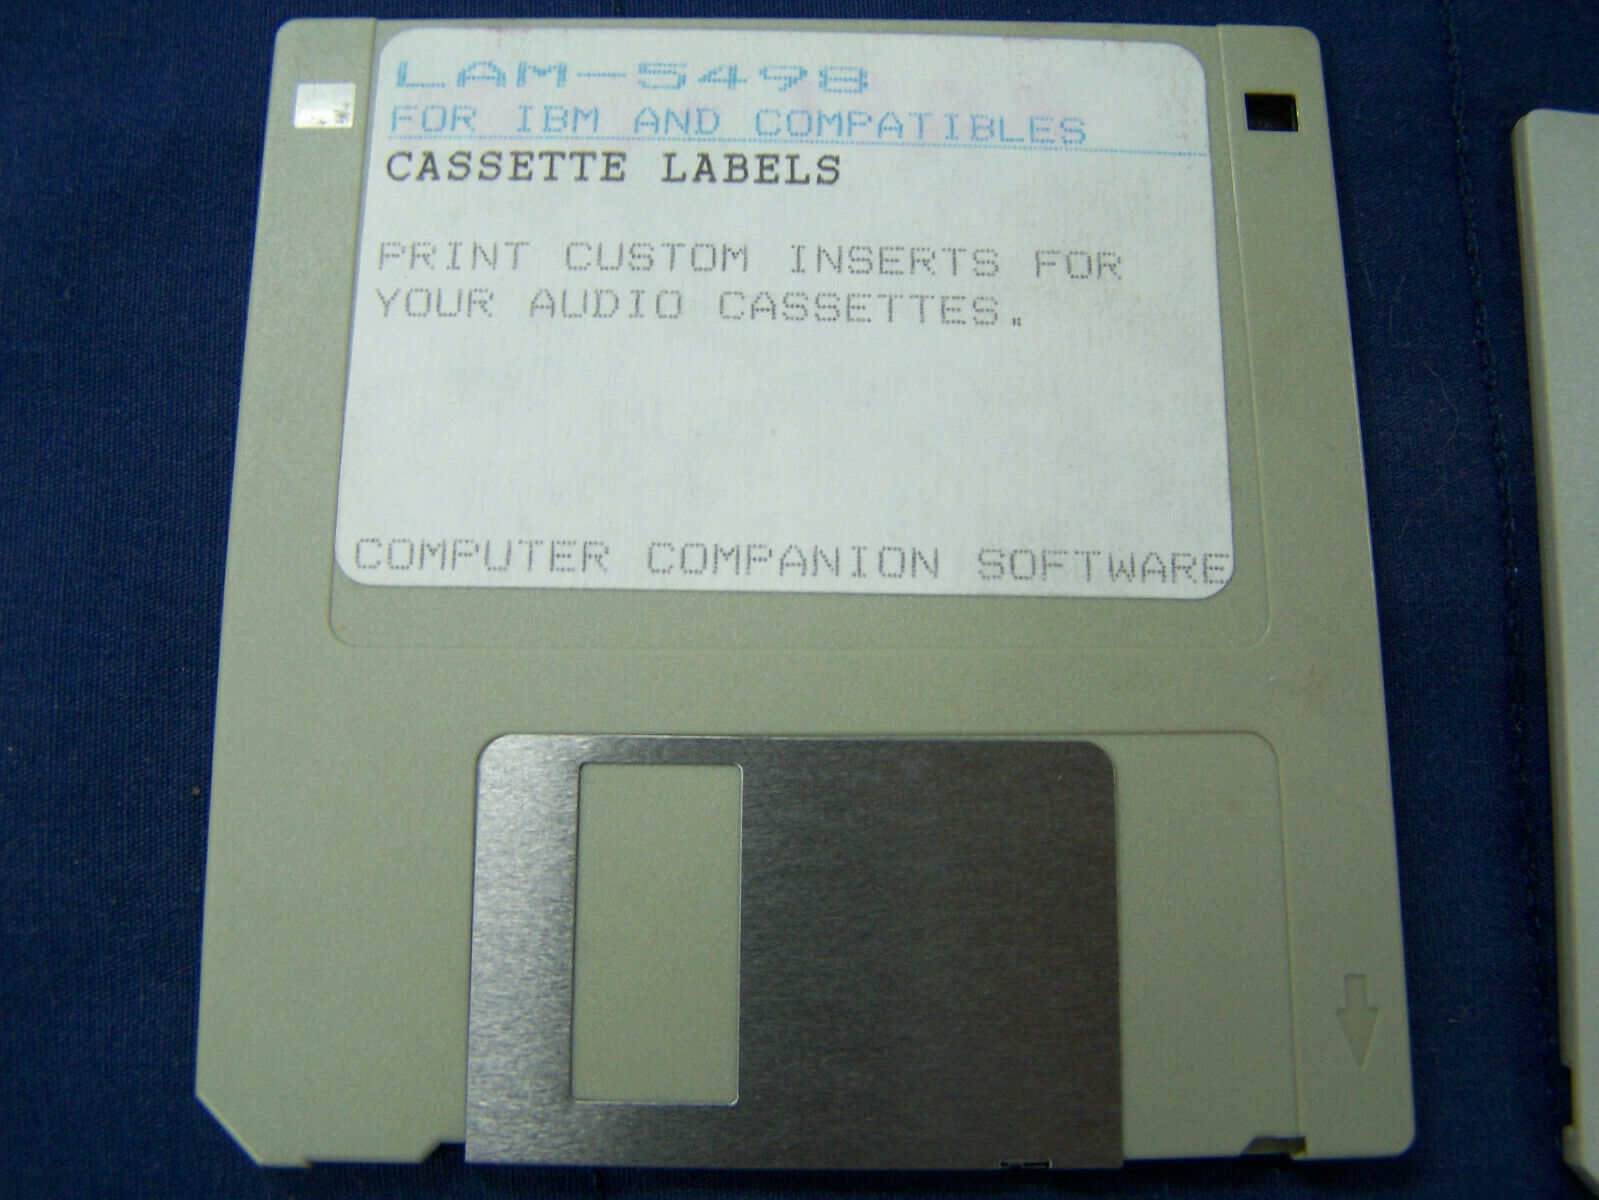 LAM-5498
FOR IBM AND COMPATIBLES
CASSETTE LABELS
PRINT CUSTOM INSERTS FOR
YOUR AUDIO CASSETTES.
COMPUTER COMPANION SOFTWARE